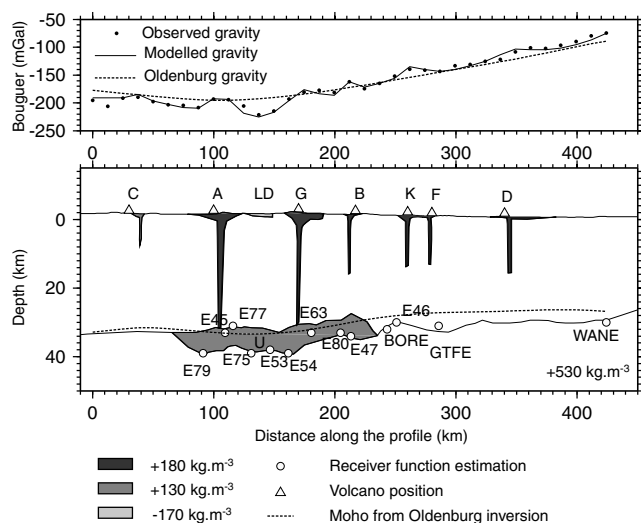 -50
-100
-150
-200
-250
Bouguer (mGal)
Observed gravity
Modelled gravity
Oldenburg gravity
0 100 200 300 400
C A LD G B K F D
0
20
40
Depth (km)
E45 E77 E63 E46
U
E79 E75 E53 E54 E80 E47 BORE GTFE WANE
+530 kg.m-3
0 100 200 300 400
Distance along the profile (km)
+180 kg.m-3 Receiver function estimation
+130 kg.m-3 Volcano position
-170 kg.m-3 Moho from Oldenburg inversion